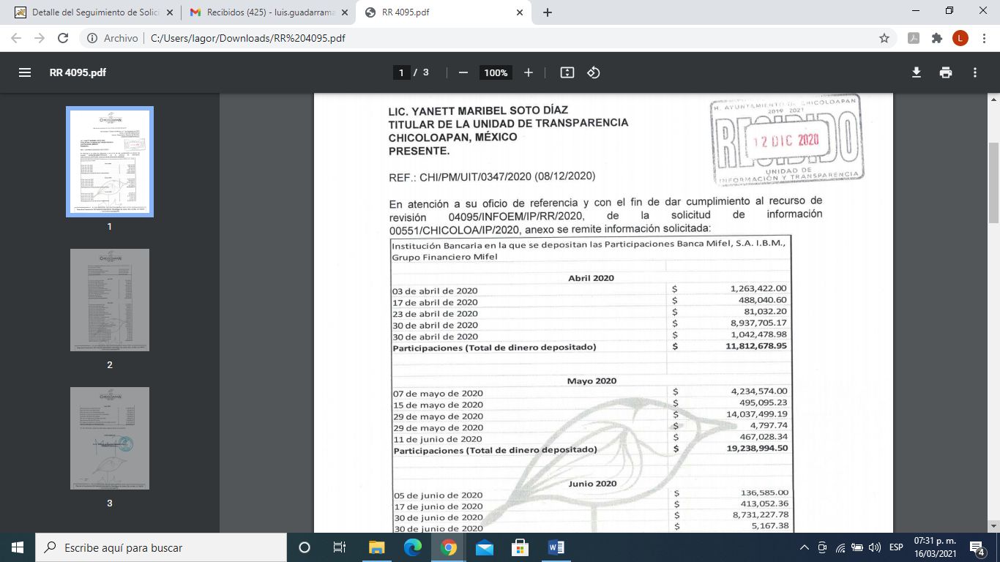 Detalle del Seguimiento de Solici
Recibidos (425) - luis.guadarrama
RR 4095.pdf
Archivo C:/Users/lagor/Downloads/RR%204095.pdf
L
RR 4095.pdf
1 / 3
100%
CHICOLOAPAN
1
CHICOLOAPAN
2
CHICOLOAPAN
3
LIC. YANETT MARIBEL SOTO DÍAZ
TITULAR DE LA UNIDAD DE TRANSPARENCIA
CHICOLOAPAN, MÉXICO
PRESENTE.
H. AYUNTAMIENTO DE CHICOLOAPAN
2019 2021
RECIBIDO
12 DIC 2020
UNIDAD DE
INFORMACIÓN Y TRANSPARENCIA
REF.: CHI/PM/UIT/0347/2020 (08/12/2020)
En atención a su oficio de referencia y con el fin de dar cumplimiento al recurso de
revisión 04095/INFOEM/IP/RR/2020, de la solicitud de información
00551/CHICOLOA/IP/2020, anexo se remite información solicitada:
Institución Bancaria en la que se depositan las Participaciones Banca Mifel, S.A. I.B.M.,
Grupo Financiero Mifel
Abril 2020
03 de abril de 2020 $ 1,263,422.00
17 de abril de 2020 $ 488,040.60
23 de abril de 2020 $ 81,032.20
30 de abril de 2020 $ 8,937,705.17
30 de abril de 2020 $ 1,042,478.98
Participaciones (Total de dinero depositado) $ 11,812,678.95
Mayo 2020
07 de mayo de 2020 $ 4,234,574.00
15 de mayo de 2020 $ 495,095.23
29 de mayo de 2020 $ 14,037,499.19
29 de mayo de 2020 $ 4,797.74
11 de junio de 2020 $ 467,028.34
Participaciones (Total de dinero depositado) $ 19,238,994.50
Junio 2020
05 de junio de 2020 $ 136,585.00
17 de junio de 2020 $ 413,052.36
30 de junio de 2020 $ 8,731,227.78
30 de junio de 2020 $ 5,167.38
Escribe aquí para buscar
ESP
07:31 p. m.
16/03/2021
4